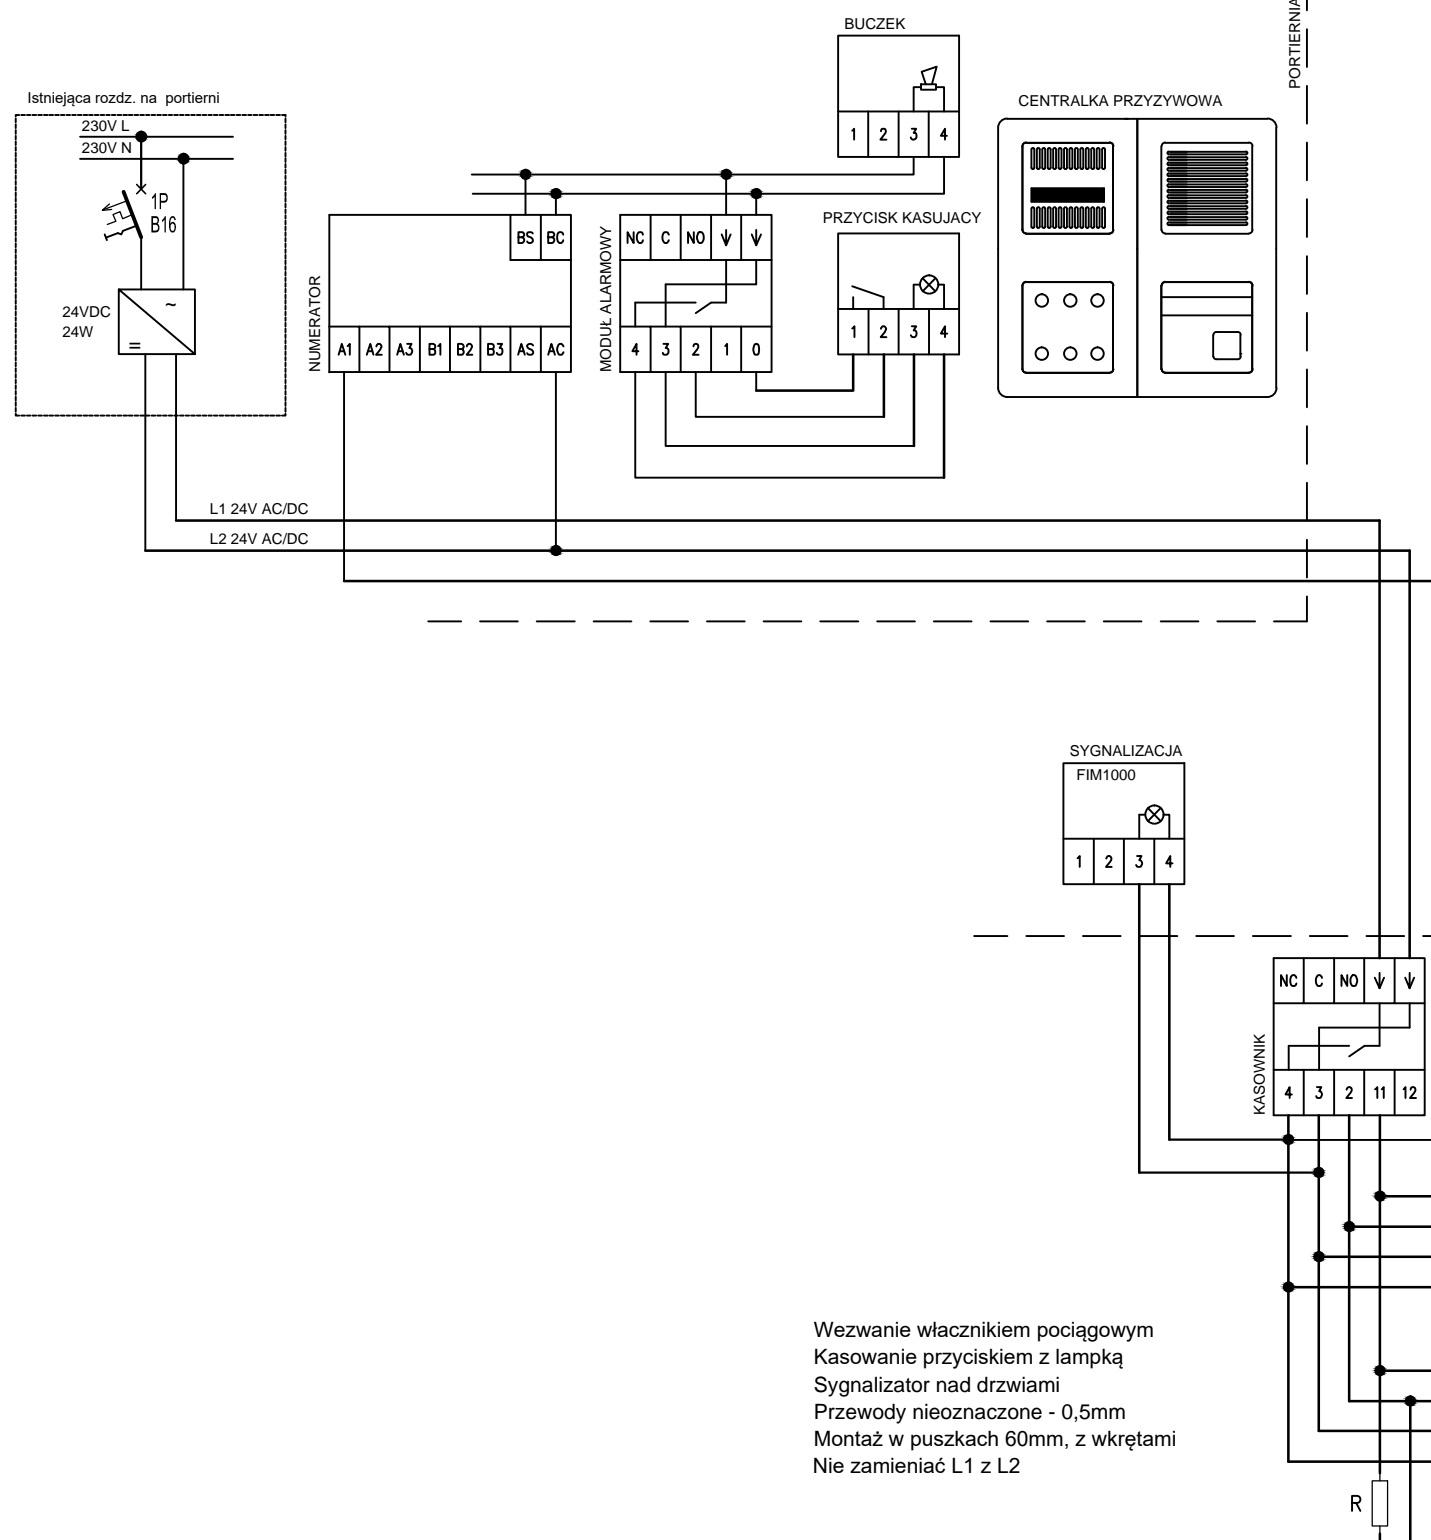 BUCZEK
1 2 3 4
PORTIERNIA
Istniejąca rozdz. na portierni
230V L
230V N
1P
B16
24VDC
24W
~
=
CENTRALKA PRZYZYWOWA
NUMERATOR
BS BC
A1 A2 A3 B1 B2 B3 AS AC
MODUŁ ALARMOWY
NC C NO
4 3 2 1 0
PRZYCISK KASUJACY
1 2 3 4
L1 24V AC/DC
L2 24V AC/DC
SYGNALIZACJA
FIM1000
1 2 3 4
KASOWNIK
NC C NO
4 3 2 11 12
Wezwanie włacznikiem pociągowym
Kasowanie przyciskiem z lampką
Sygnalizator nad drzwiami
Przewody nieoznaczone - 0,5mm
Montaż w puszkach 60mm, z wkrętami
Nie zamieniać L1 z L2
R